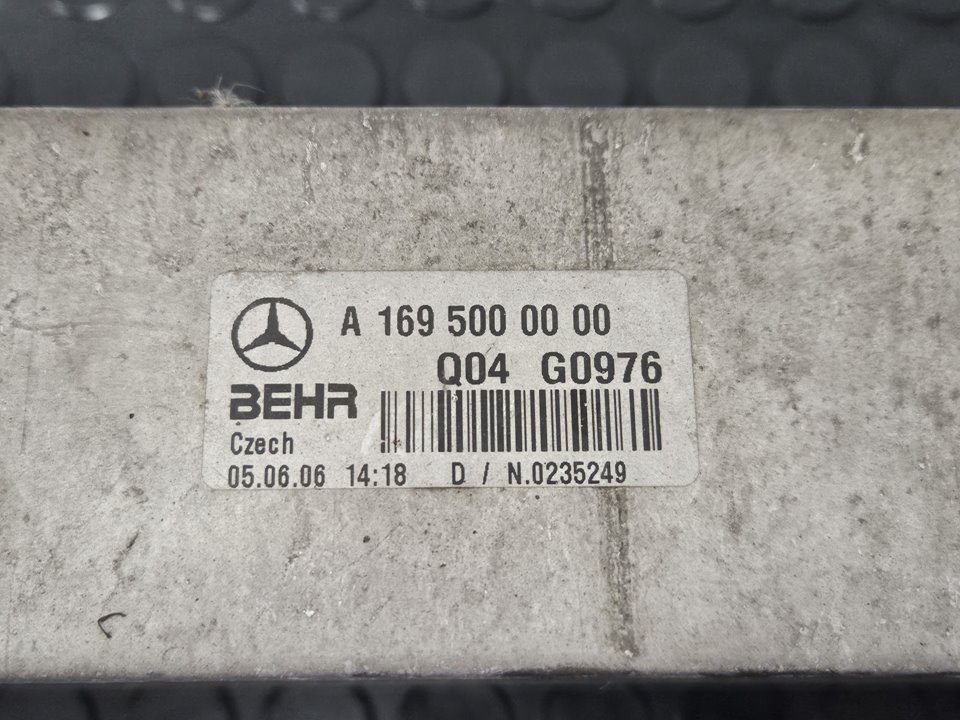 A 169 500 00 00
Q04 G0976
BEHR
Czech
05.06.06 14:18 D / N.0235249